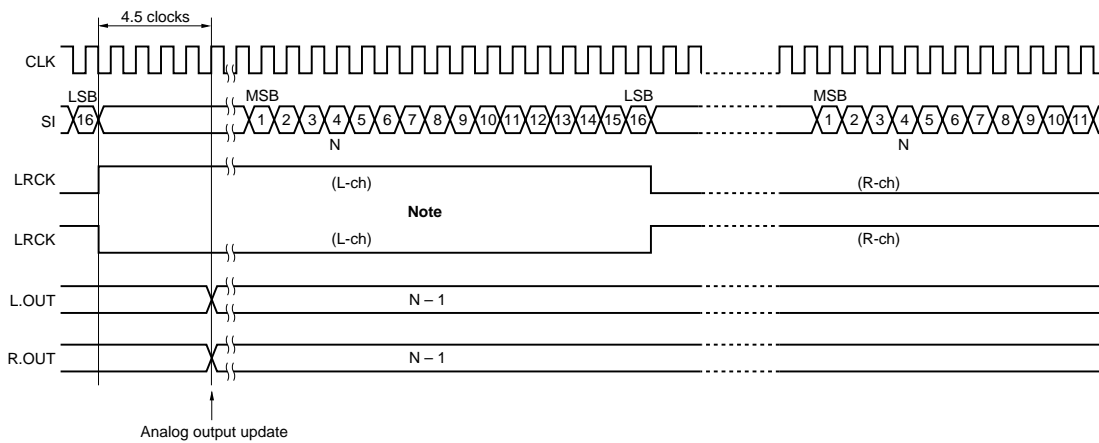 4.5 clocks
CLK
LSB MSB LSB MSB
SI 16 1 2 3 4 5 6 7 8 9 10 11 12 13 14 15 16 1 2 3 4 5 6 7 8 9 10 11
N N
LRCK (L-ch) (R-ch)
Note
LRCK (L-ch) (R-ch)
L.OUT N – 1
R.OUT N – 1
Analog output update